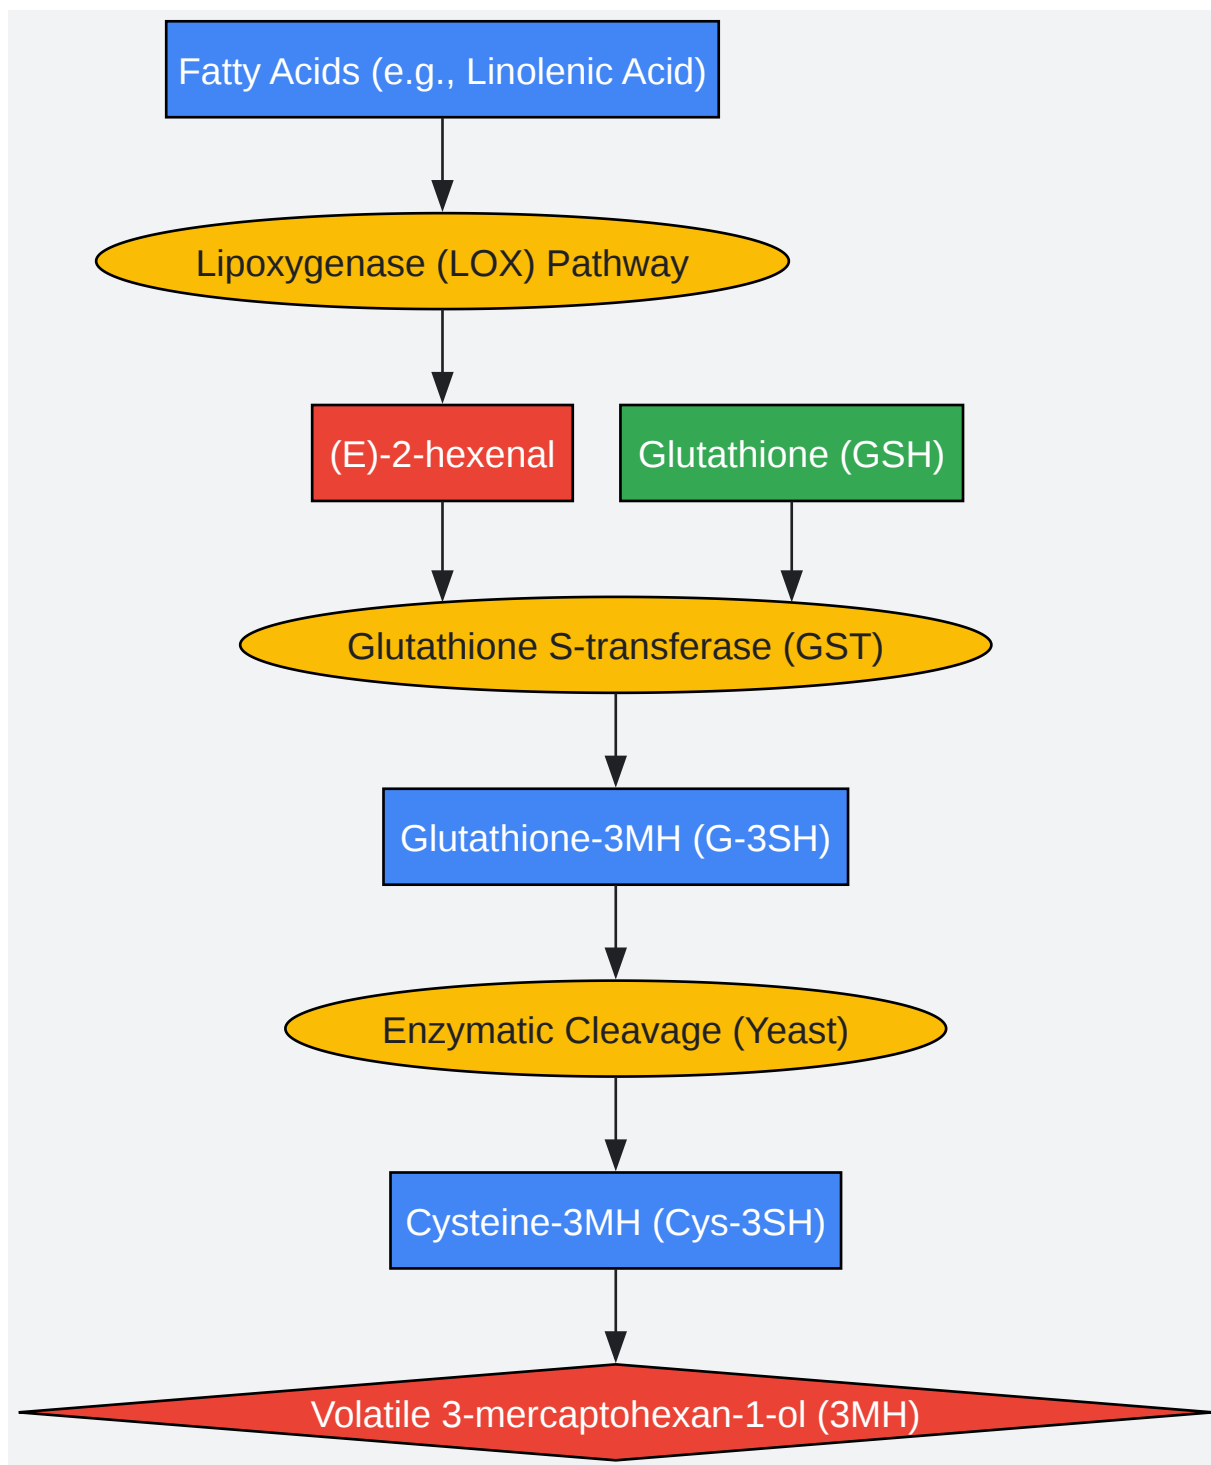 Fatty Acids (e.g., Linolenic Acid)
Lipoxygenase (LOX) Pathway
(E)-2-hexenal
Glutathione (GSH)
Glutathione S-transferase (GST)
Glutathione-3MH (G-3SH)
Enzymatic Cleavage (Yeast)
Cysteine-3MH (Cys-3SH)
Volatile 3-mercaptohexan-1-ol (3MH)